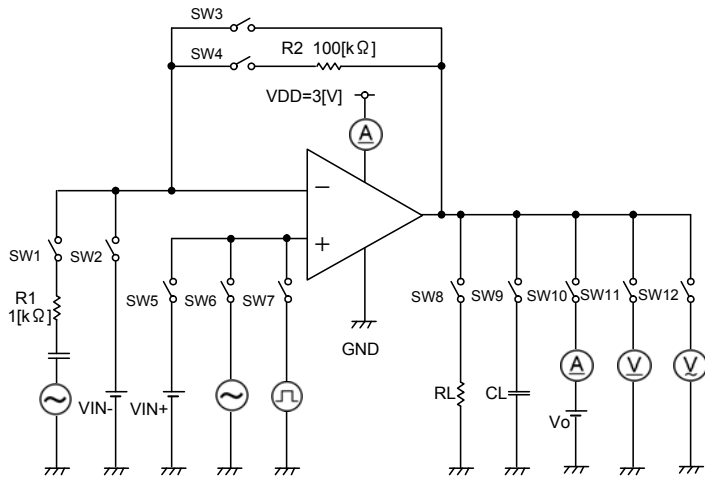 SW3
R2 100[kΩ]
SW4
VDD=3[V]
A
−
+
SW1
SW2
SW5
SW6
SW7
SW8
SW9
SW10
SW11
SW12
R1
1[kΩ]
GND
A
V
V
VIN-
VIN+
RL
CL
Vo